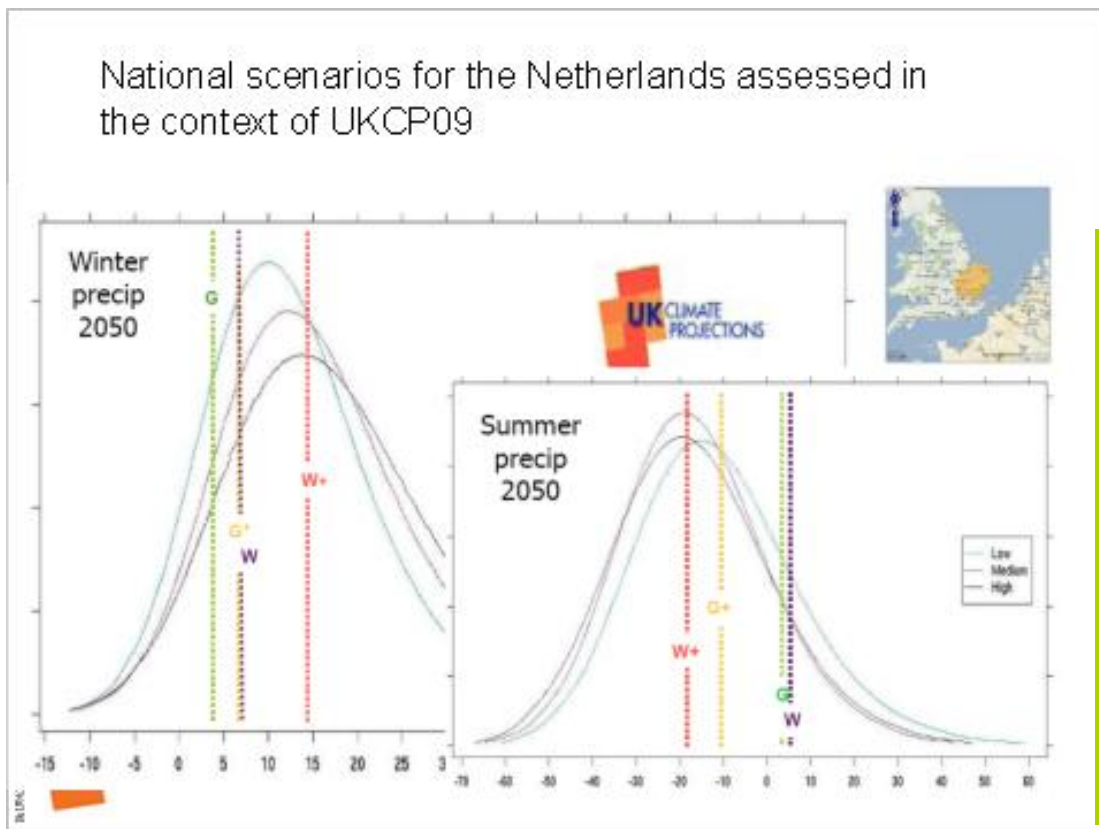 National scenarios for the Netherlands assessed in
the context of UKCP09
Winter
precip
2050
G
G+
W
W+
-15 -10 -5 0 5 10 15 20 25 3
UK CLIMATE
PROJECTIONS
Summer
precip
2050
W+
G+
G
W
Low
Medium
High
-70 -60 -50 -40 -30 -20 -10 0 10 20 30 40 50 60